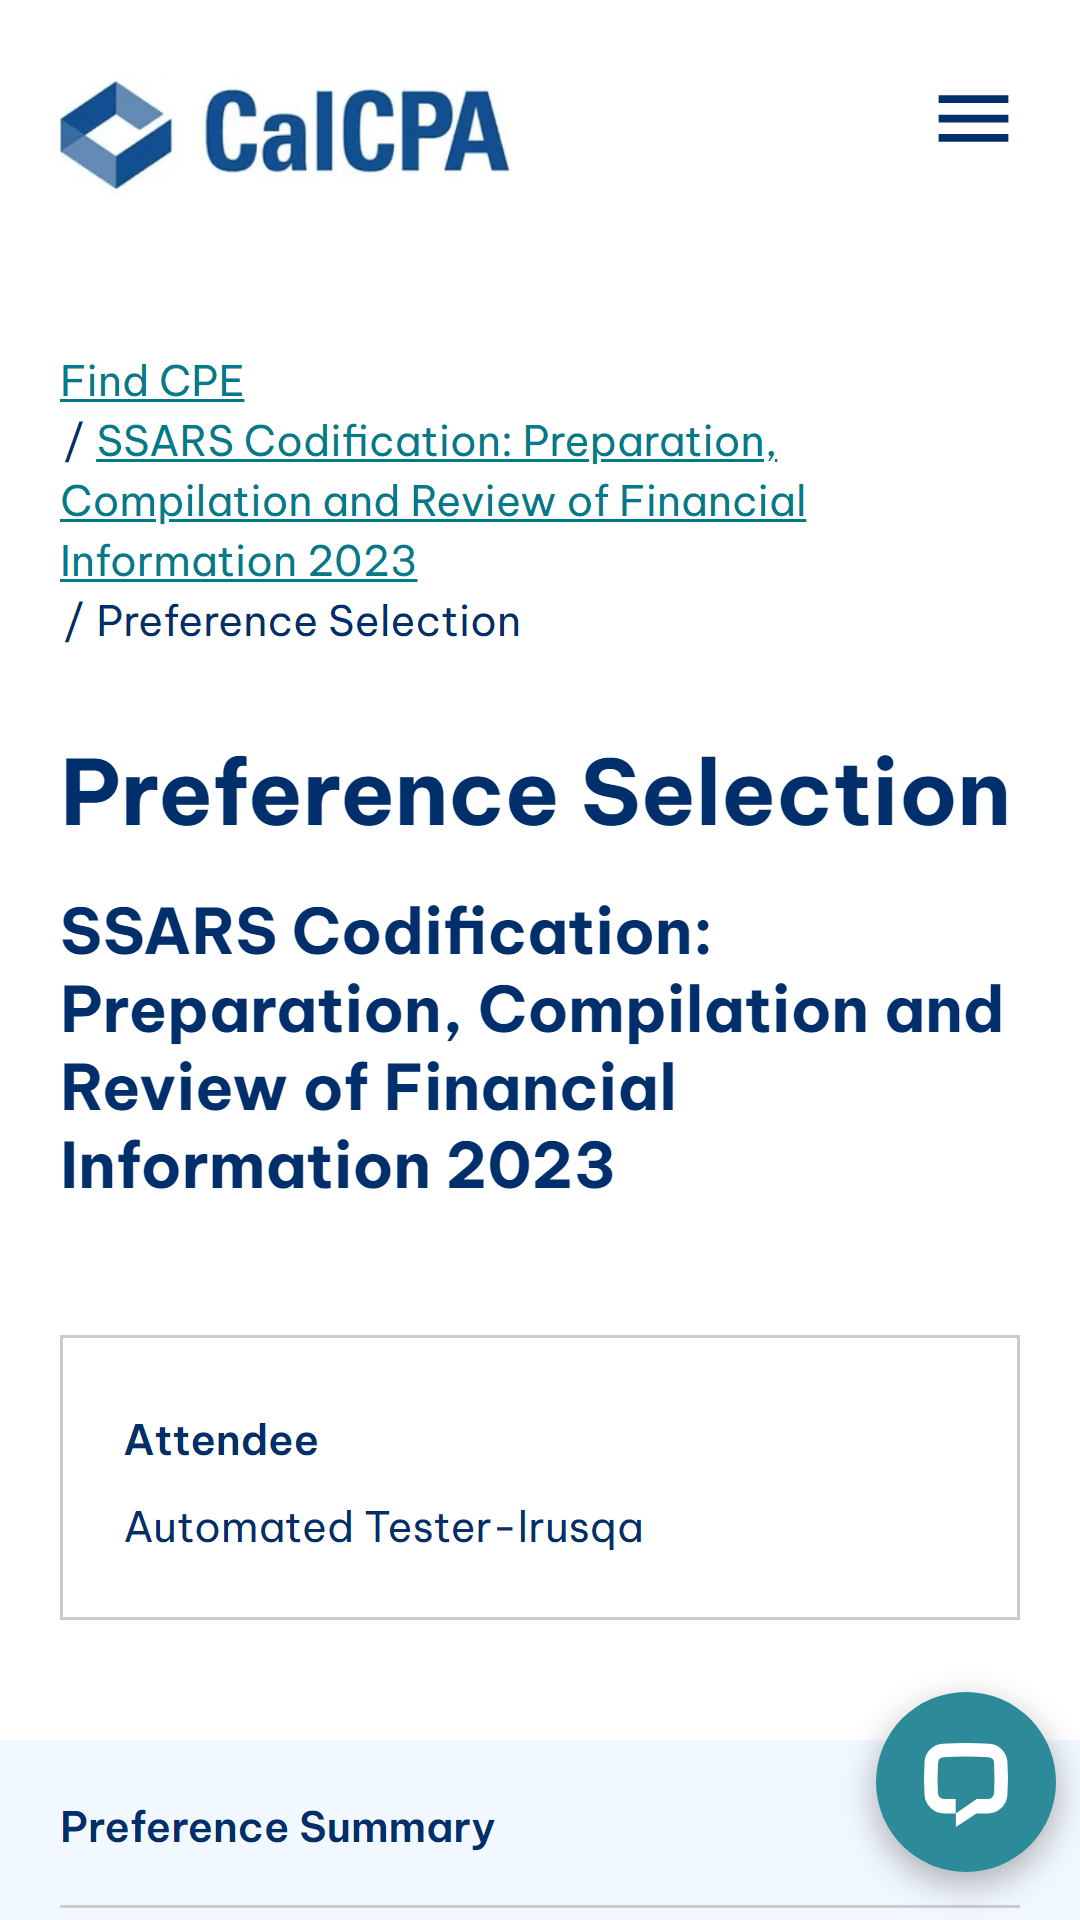 CalCPA
Find CPE
/ SSARS Codification: Preparation,
Compilation and Review of Financial
Information 2023
/ Preference Selection
Preference Selection
SSARS Codification:
Preparation, Compilation and
Review of Financial
Information 2023
Attendee
Automated Tester-lrusqa
Preference Summary